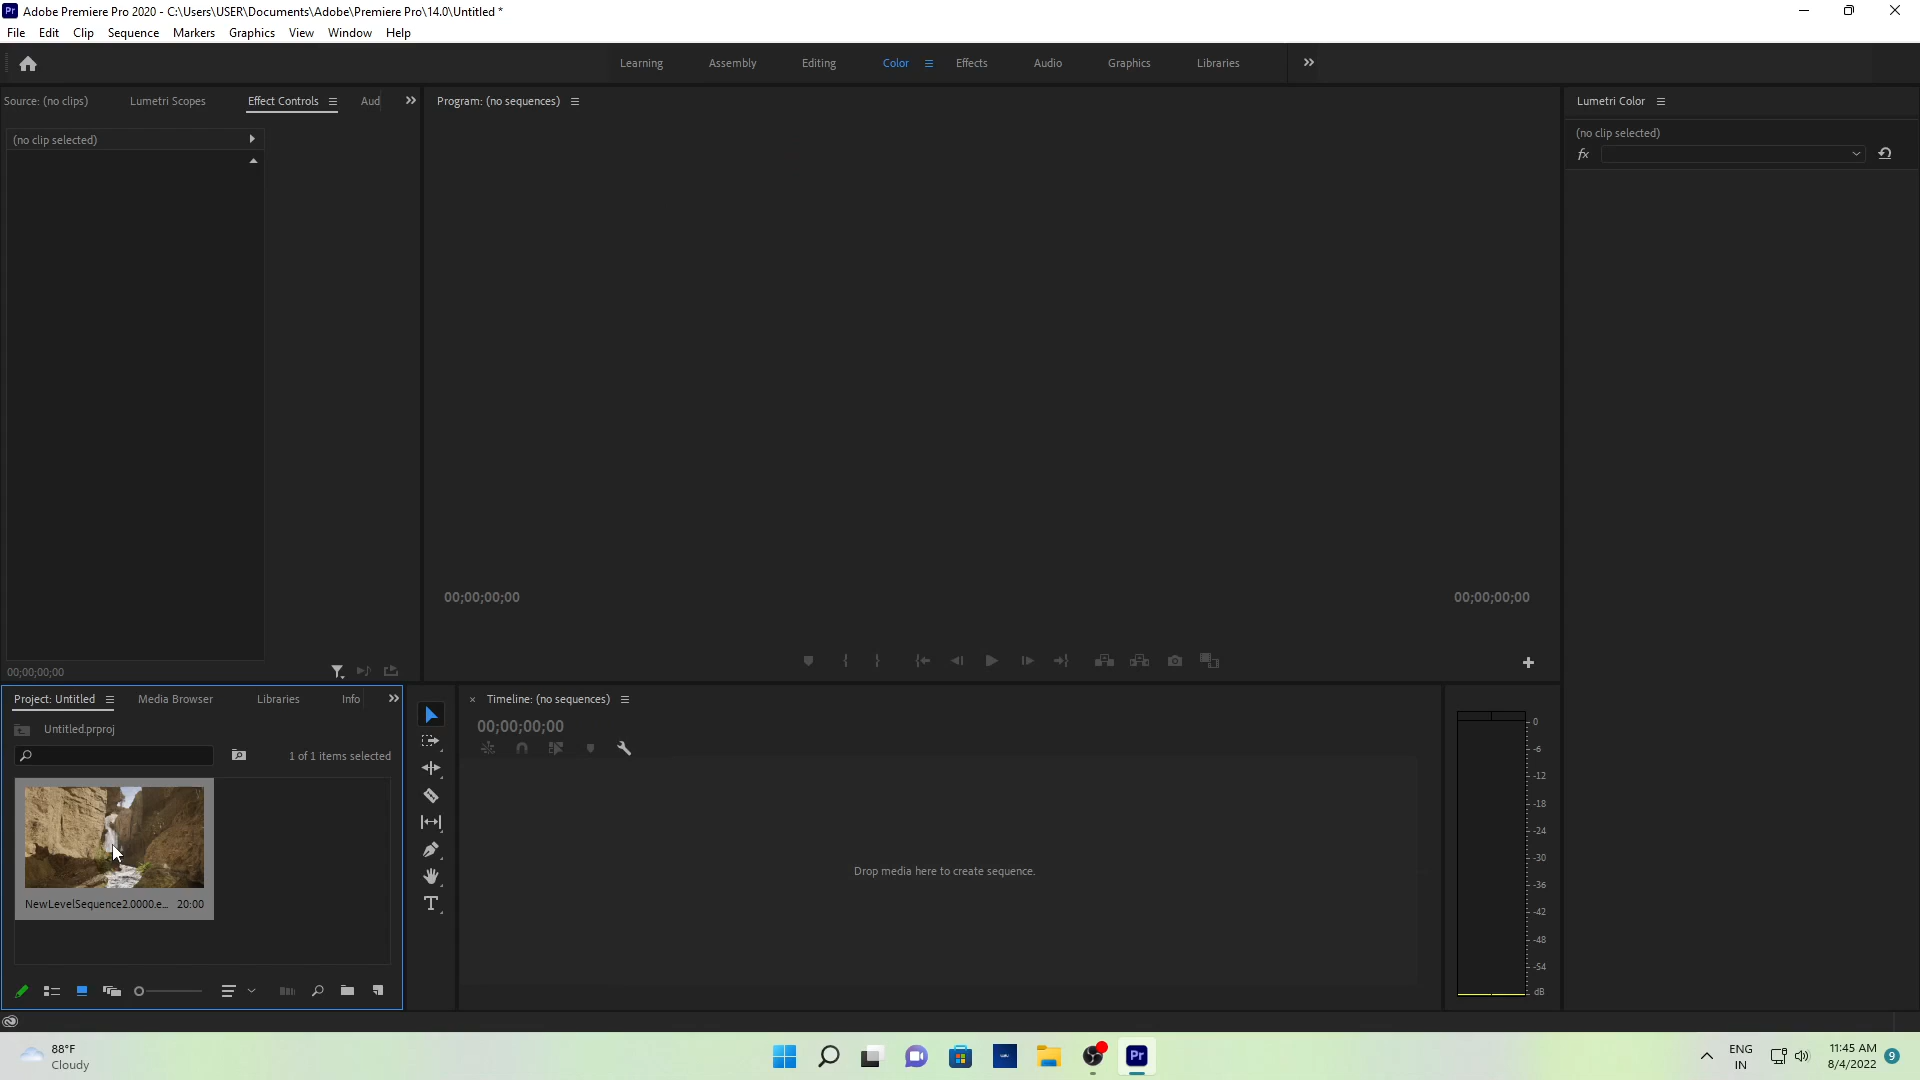 Adobe Premiere Pro 2020 - C:\Users\USER\Documents\Adobe\Premiere Pro\14.0\Untitled *
File Edit Clip Sequence Markers Graphics View Window Help
Learning Assembly Editing Color Effects Audio Graphics Libraries
Source: (no clips) Lumetri Scopes Effect Controls Aud
Program: (no sequences)
Lumetri Color
(no clip selected)
(no clip selected)
fx
00;00;00;00
00;00;00;00
00;00;00;00
Project: Untitled Media Browser Libraries Info
Timeline: (no sequences)
00;00;00;00
Untitled.prproj
1 of 1 items selected
Drop media here to create sequence.
NewLevelSequence2.0000.e... 20:00
0
-6
-12
-18
-24
-30
-36
-42
-48
-54
dB
88°F
Cloudy
Pr
ENG
IN
11:45 AM
8/4/2022
9